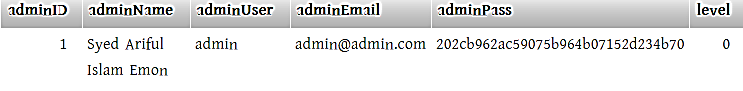 adminID adminName adminUser adminEmail adminPass level
1 Syed Ariful admin admin@admin.com 202cb962ac59075b964b07152d234b70 0
Islam Emon